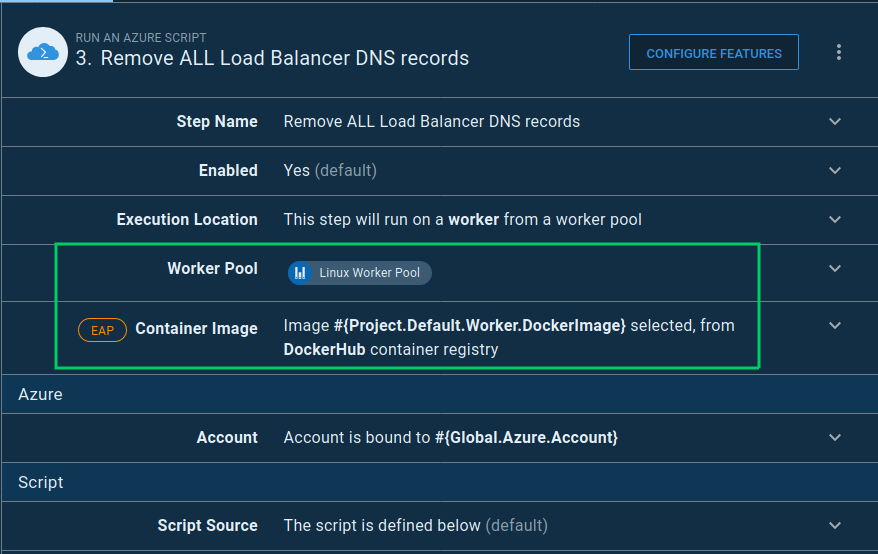 RUN AN AZURE SCRIPT
3. Remove ALL Load Balancer DNS records
CONFIGURE FEATURES
Step Name Remove ALL Load Balancer DNS records
Enabled Yes (default)
Execution Location This step will run on a worker from a worker pool
Worker Pool Linux Worker Pool
EAP Container Image Image #{Project.Default.Worker.DockerImage} selected, from
DockerHub container registry
Azure
Account Account is bound to #{Global.Azure.Account}
Script
Script Source The script is defined below (default)